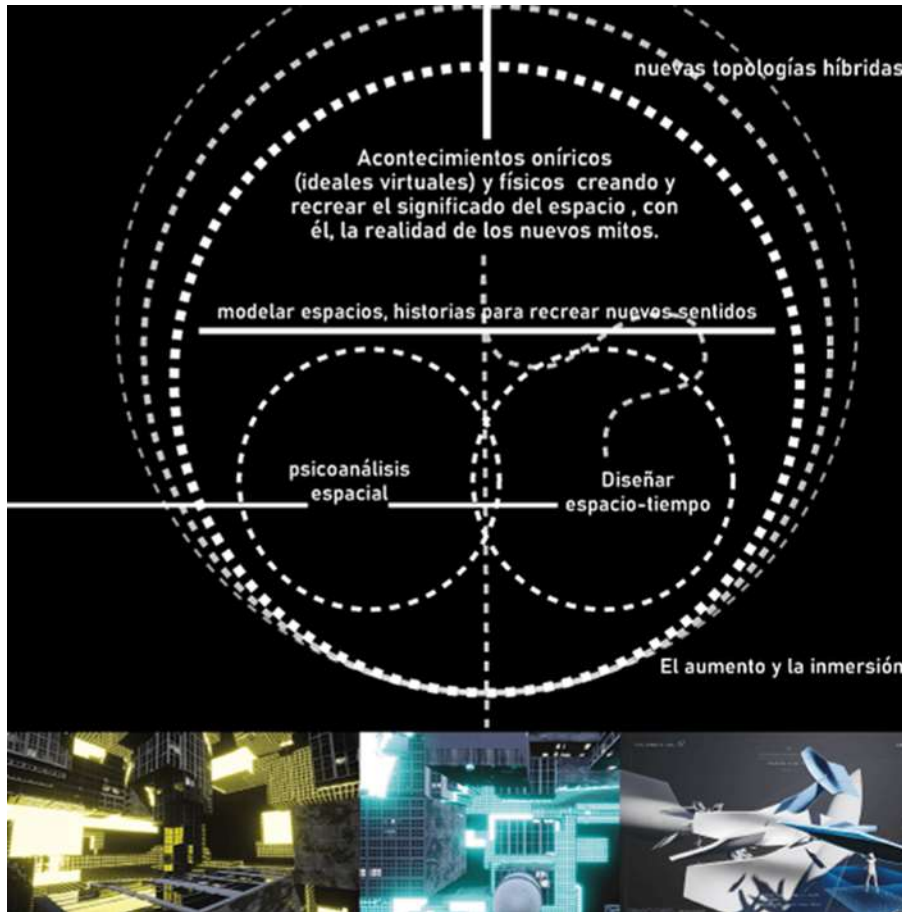 nuevas topologías híbridas
Acontecimientos oníricos
(ideales virtuales) y físicos creando y
recrear el significado del espacio , con
él, la realidad de los nuevos mitos.
modelar espacios, historias para recrear nuevos sentidos
psicoanálisis
espacial
Diseñar
espacio-tiempo
El aumento y la inmersión